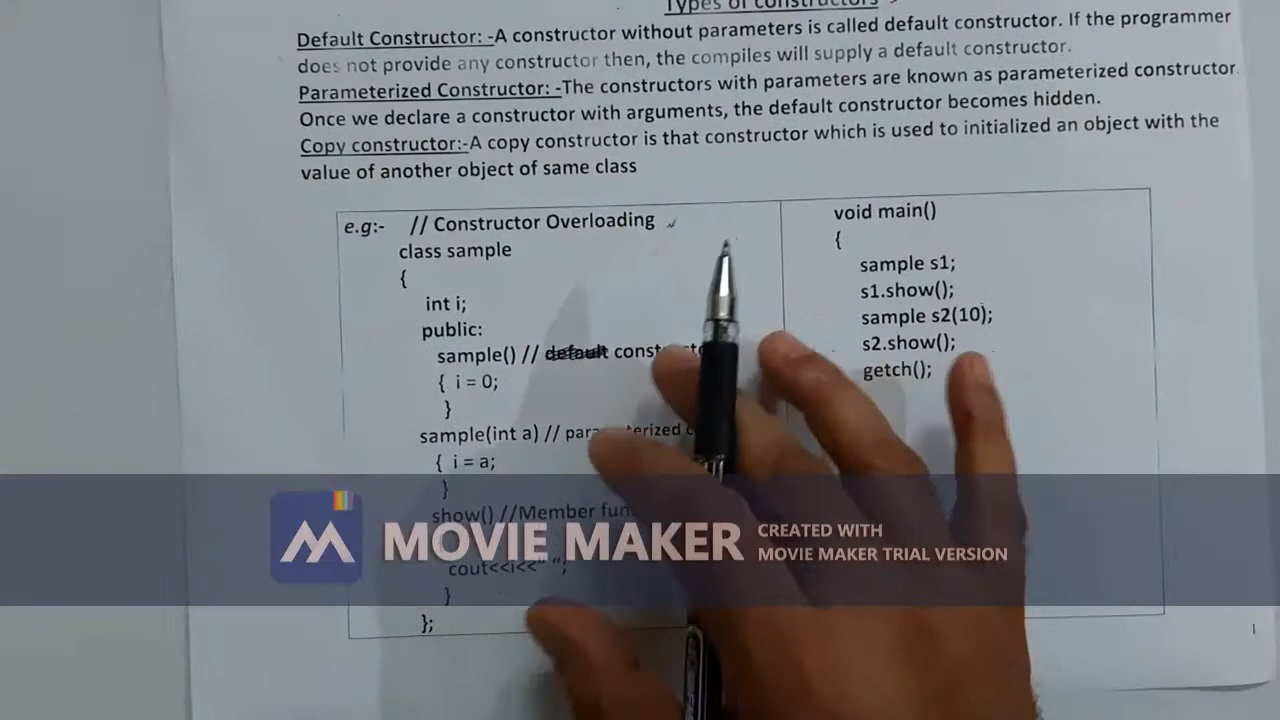 Types of constructors
Default Constructor: -A constructor without parameters is called default constructor. If the programmer
does not provide any constructor then, the compiles will supply a default constructor.
Parameterized Constructor: -The constructors with parameters are known as parameterized constructor.
Once we declare a constructor with arguments, the default constructor becomes hidden.
Copy constructor:-A copy constructor is that constructor which is used to initialized an object with the
value of another object of same class
e.g:- // Constructor Overloading
class sample
{
int i;
public:
sample() // default
{ i = 0;
}
sample(int a) //
{ i = a;
}
show() //Member
cout<<i<<" ";
}
};
void main()
{
sample s1;
s1.show();
sample s2(10);
s2.show();
getch();
MOVIE MAKER
CREATED WITH
MOVIE MAKER TRIAL VERSION
1